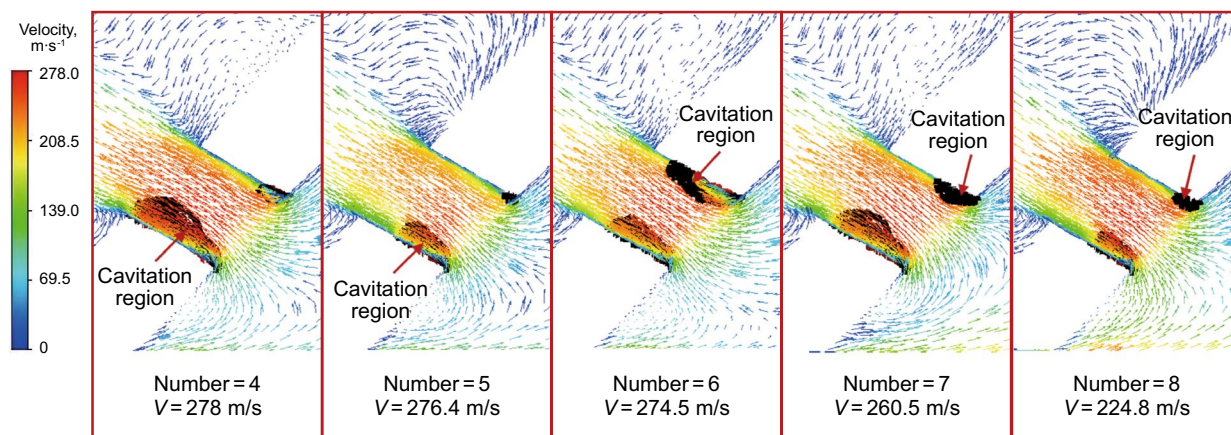 Velocity,
m·s⁻¹
278.0
208.5
139.0
69.5
0
Cavitation
region
Number = 4
V = 278 m/s
Cavitation
region
Number = 5
V = 276.4 m/s
Cavitation
region
Number = 6
V = 274.5 m/s
Cavitation
region
Number = 7
V = 260.5 m/s
Cavitation
region
Number = 8
V = 224.8 m/s